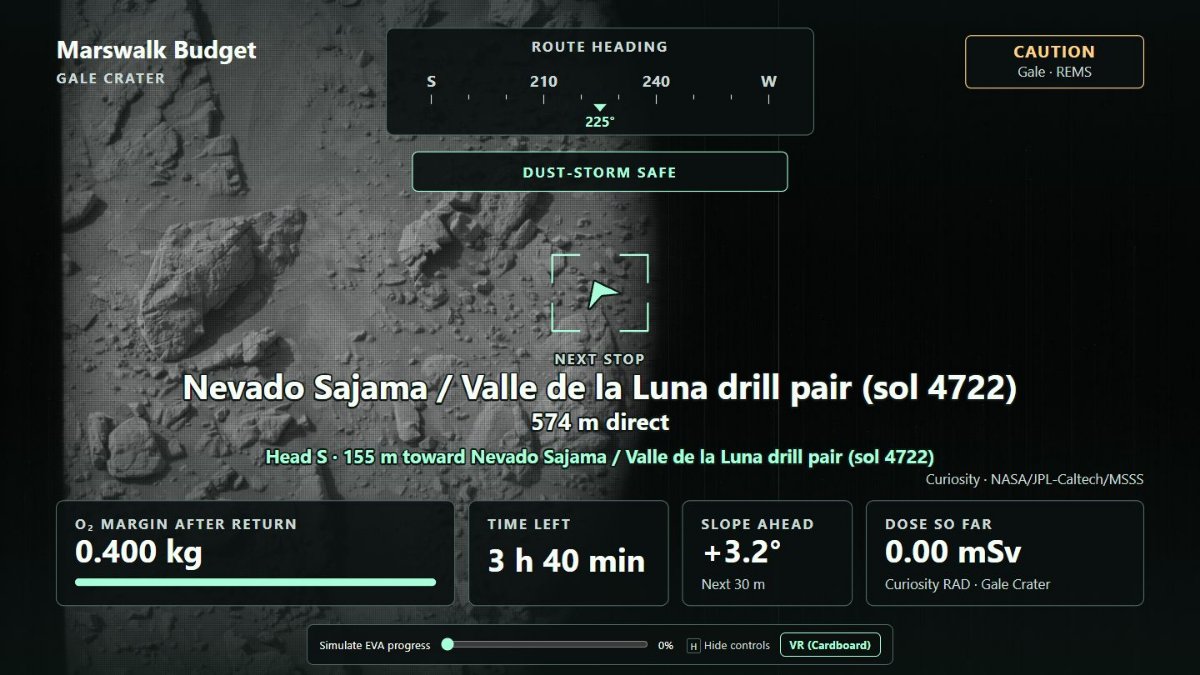 Marswalk Budget
GALE CRATER
ROUTE HEADING
S 210 240 W
225°
CAUTION
Gale · REMS
DUST-STORM SAFE
NEXT STOP
Nevado Sajama / Valle de la Luna drill pair (sol 4722)
574 m direct
Head S · 155 m toward Nevado Sajama / Valle de la Luna drill pair (sol 4722)
Curiosity · NASA/JPL-Caltech/MSSS
O₂ MARGIN AFTER RETURN
0.400 kg
TIME LEFT
3 h 40 min
SLOPE AHEAD
+3.2°
Next 30 m
DOSE SO FAR
0.00 mSv
Curiosity RAD · Gale Crater
Simulate EVA progress 0% H Hide controls VR (Cardboard)